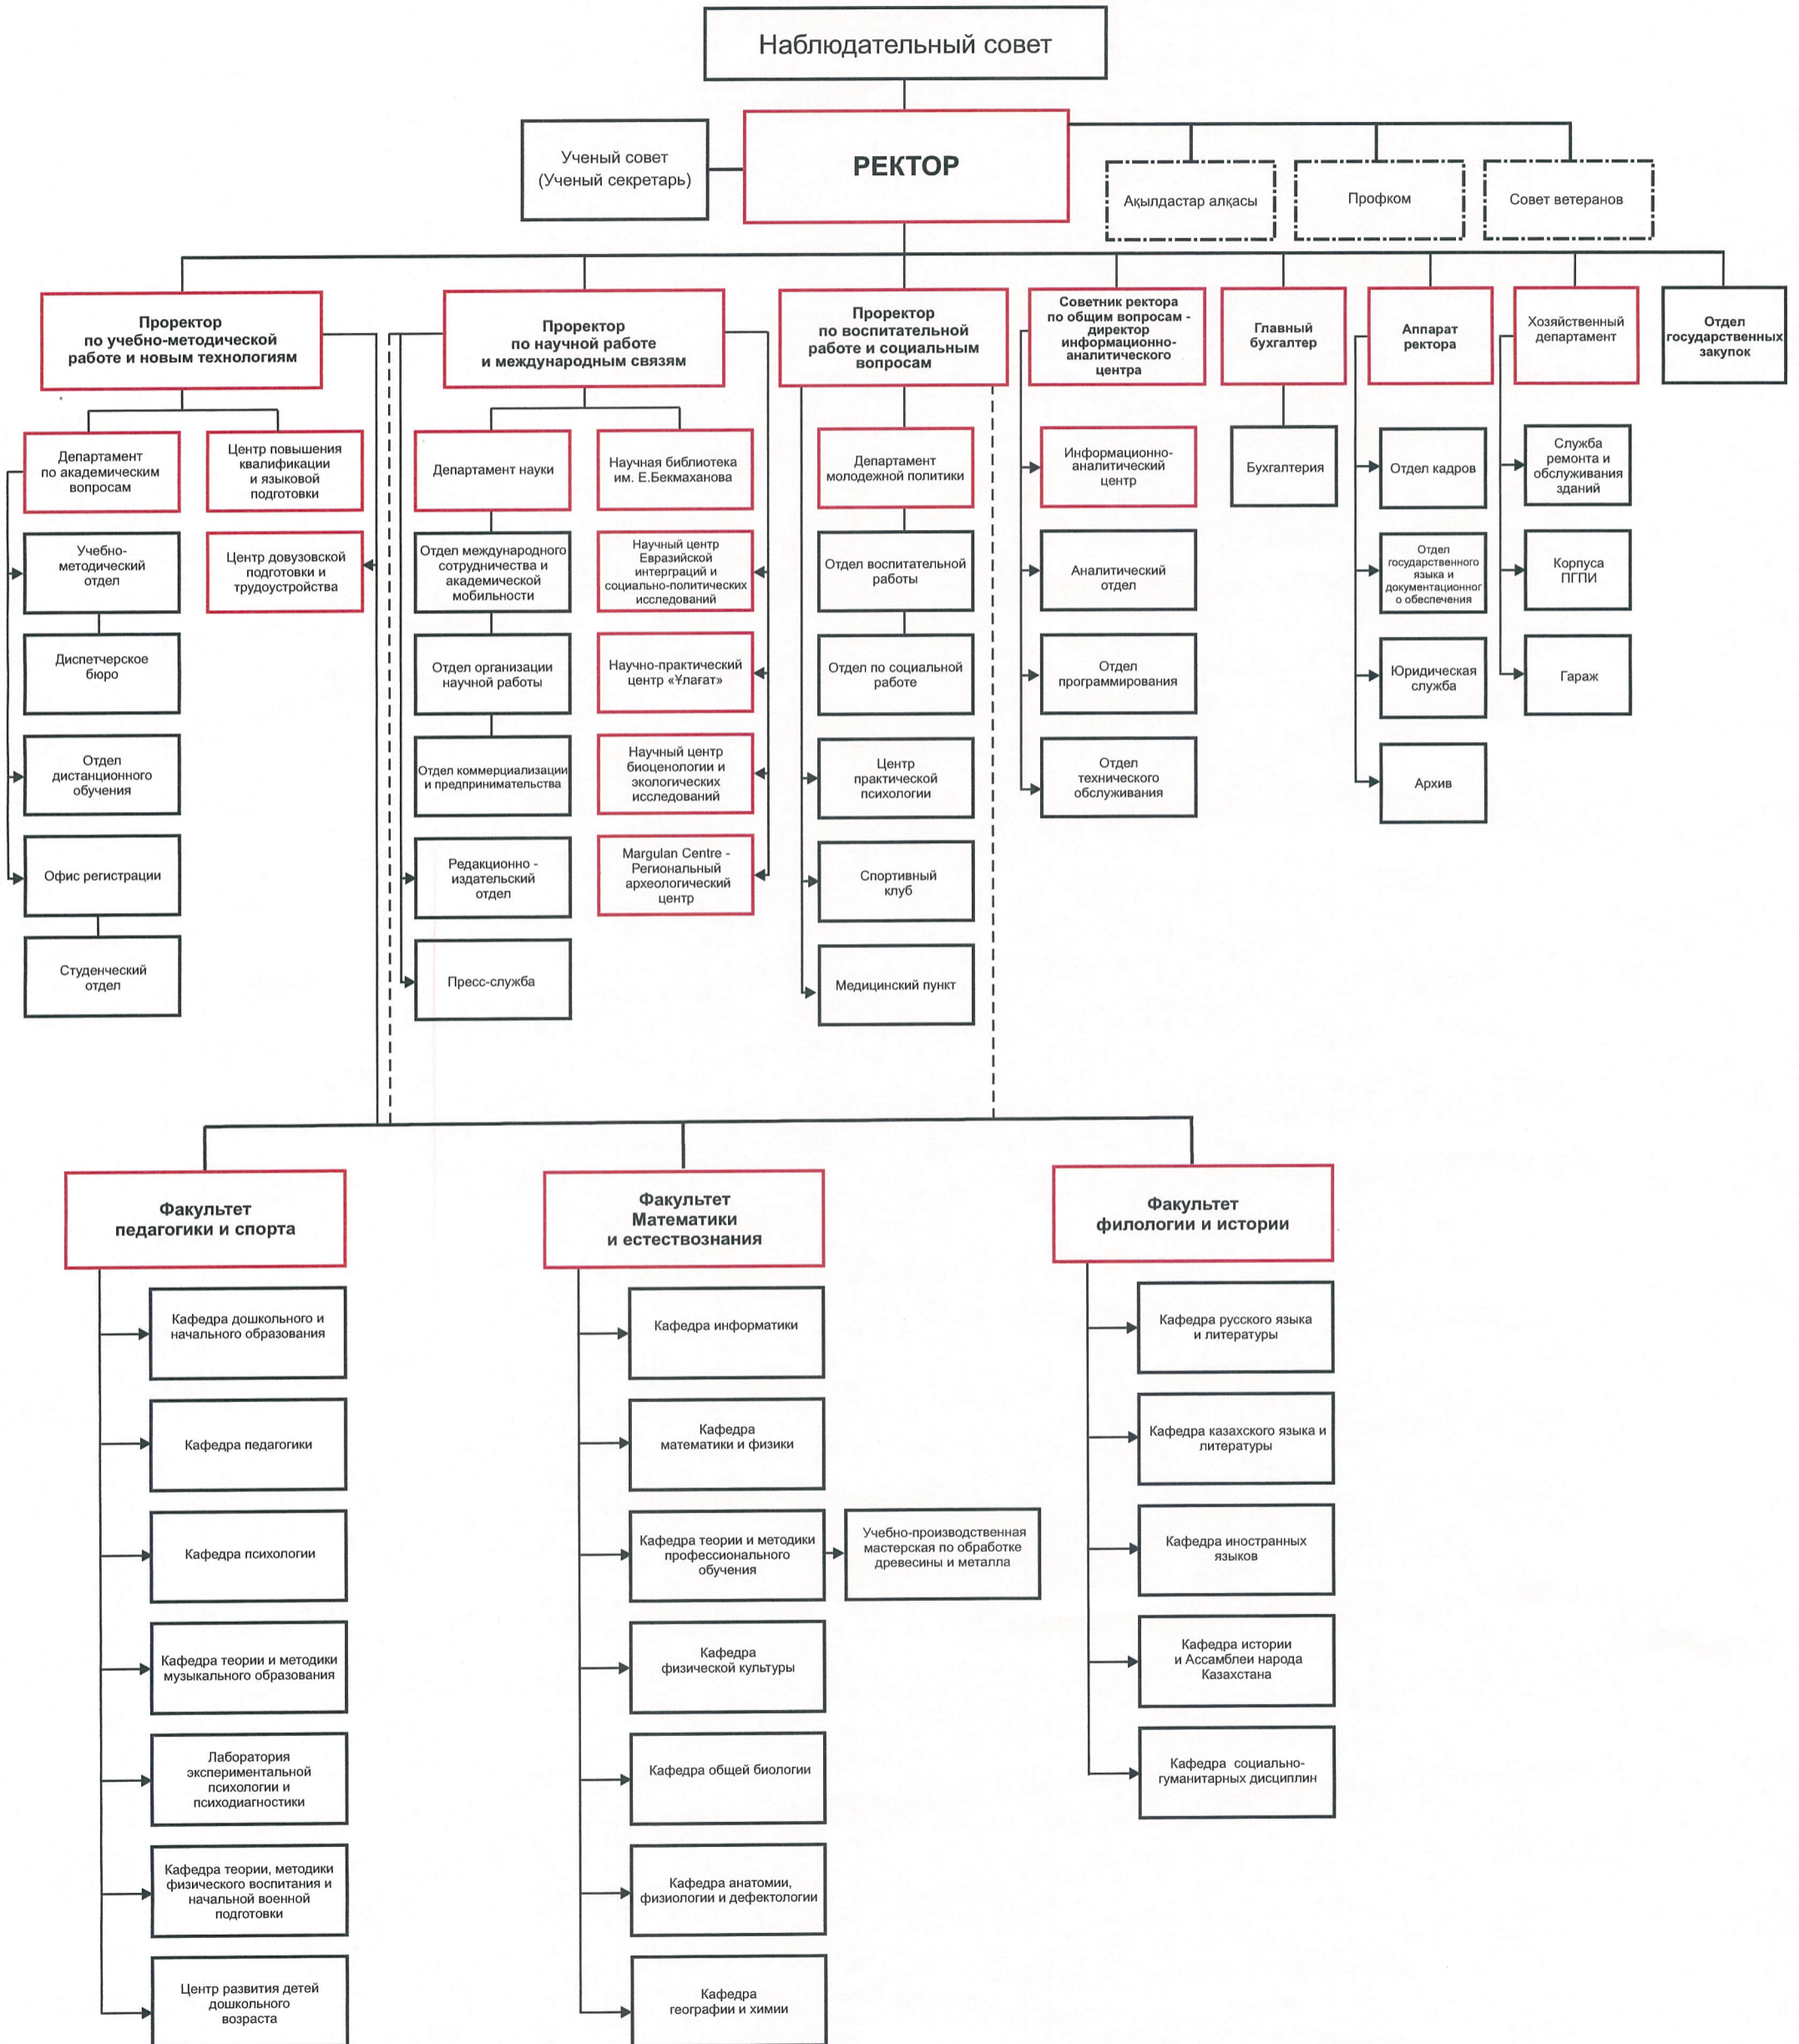 Наблюдательный совет
Ученый совет
(Ученый секретарь)
РЕКТОР
Ақылдастар алқасы
Профком
Совет ветеранов
Проректор
по учебно-методической
работе и новым технологиям
Проректор
по научной работе
и международным связям
Проректор
по воспитательной
работе и социальным
вопросам
Советник ректора
по общим вопросам -
директор
информационно-
аналитического
центра
Главный
бухгалтер
Аппарат
ректора
Хозяйственный
департамент
Отдел
государственных
закупок
Департамент
по академическим
вопросам
Центр повышения
квалификации
и языковой
подготовки
Департамент науки
Научная библиотека
им. Е.Бекмаханова
Департамент
молодежной политики
Информационно-
аналитический
центр
Бухгалтерия
Отдел кадров
Служба
ремонта и
обслуживания
зданий
Учебно-
методический
отдел
Центр довузовской
подготовки и
трудоустройства
Отдел международного
сотрудничества и
академической
мобильности
Научный центр
Евразийской
интерграций и
социально-политических
исследований
Отдел воспитательной
работы
Аналитический
отдел
Отдел
государственного
языка и
документационног
о обеспечения
Корпуса
ПГПИ
Диспетчерское
бюро
Отдел организации
научной работы
Научно-практический
центр «Ұлағат»
Отдел по социальной
работе
Отдел
программирования
Юридическая
служба
Гараж
Отдел
дистанционного
обучения
Отдел коммерциализации
и предпринимательства
Научный центр
биоценологии и
экологических
исследований
Центр
практической
психологии
Отдел
технического
обслуживания
Архив
Офис регистрации
Редакционно -
издательский
отдел
Margulan Centre -
Региональный
археологический
центр
Спортивный
клуб
Студенческий
отдел
Пресс-служба
Медицинский пункт
Факультет
педагогики и спорта
Факультет
Математики
и естествознания
Факультет
филологии и истории
Кафедра дошкольного и
начального образования
Кафедра информатики
Кафедра русского языка
и литературы
Кафедра педагогики
Кафедра
математики и физики
Кафедра казахского языка и
литературы
Кафедра психологии
Кафедра теории и методики
профессионального
обучения
Учебно-производственная
мастерская по обработке
древесины и металла
Кафедра иностранных
языков
Кафедра теории и методики
музыкального образования
Кафедра
физической культуры
Кафедра истории
и Ассамблеи народа
Казахстана
Лаборатория
экспериментальной
психологии и
психодиагностики
Кафедра общей биологии
Кафедра социально-
гуманитарных дисциплин
Кафедра теории, методики
физического воспитания и
начальной военной
подготовки
Кафедра анатомии,
физиологии и дефектологии
Центр развития детей
дошкольного
возраста
Кафедра
географии и химии